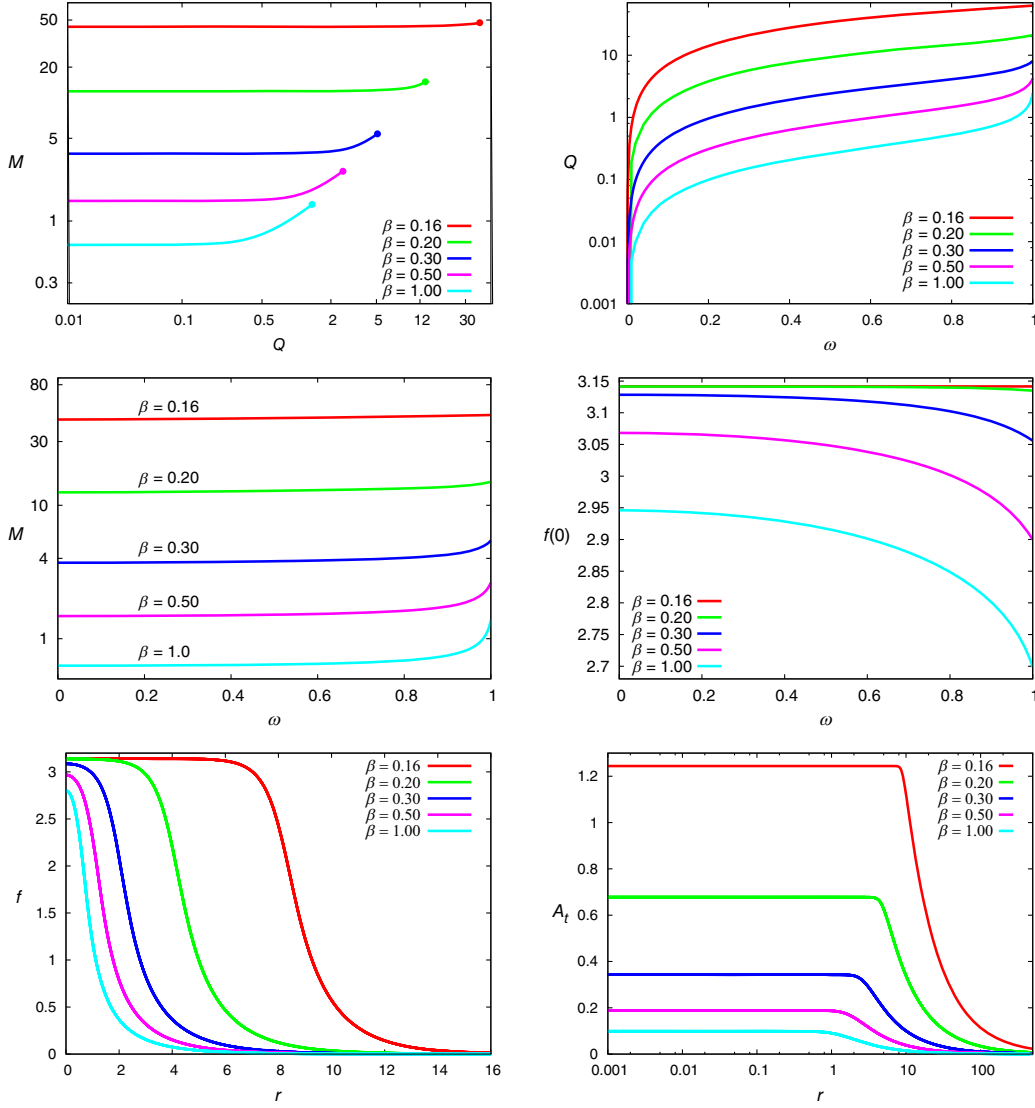 50
20
5
1
0.3
M
0.01
0.1
0.5
2
5
12
30
Q
β = 0.16
β = 0.20
β = 0.30
β = 0.50
β = 1.00
10
1
0.1
0.01
0.001
Q
0
0.2
0.4
0.6
0.8
1
ω
β = 0.16
β = 0.20
β = 0.30
β = 0.50
β = 1.00
80
30
10
4
1
M
0
0.2
0.4
0.6
0.8
1
ω
β = 0.16
β = 0.20
β = 0.30
β = 0.50
β = 1.0
3.15
3.1
3.05
3
2.95
2.9
2.85
2.8
2.75
2.7
f(0)
0
0.2
0.4
0.6
0.8
1
ω
β = 0.16
β = 0.20
β = 0.30
β = 0.50
β = 1.00
3
2.5
2
1.5
1
0.5
0
f
0
2
4
6
8
10
12
14
16
r
β = 0.16
β = 0.20
β = 0.30
β = 0.50
β = 1.00
1.2
1
0.8
0.6
0.4
0.2
0
A_t
0.001
0.01
0.1
1
10
100
r
β = 0.16
β = 0.20
β = 0.30
β = 0.50
β = 1.00